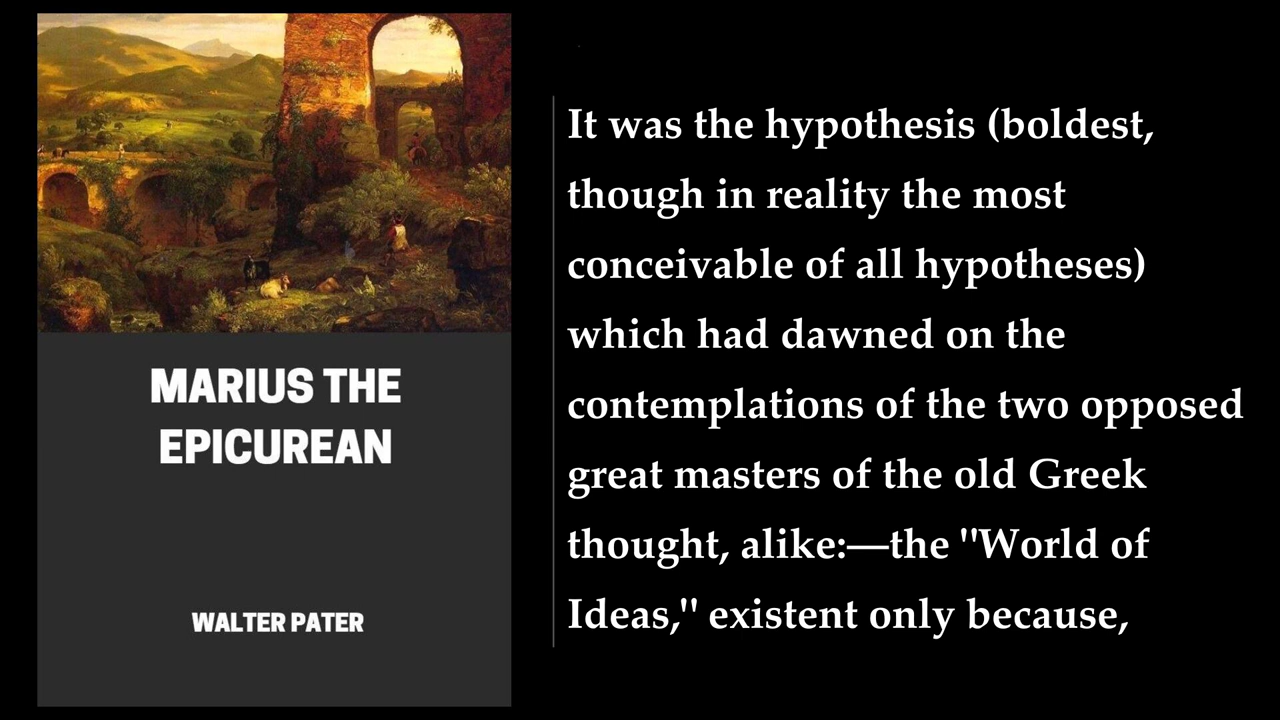 MARIUS THE
EPICUREAN
WALTER PATER
It was the hypothesis (boldest,
though in reality the most
conceivable of all hypotheses)
which had dawned on the
contemplations of the two opposed
great masters of the old Greek
thought, alike:—the "World of
Ideas," existent only because,